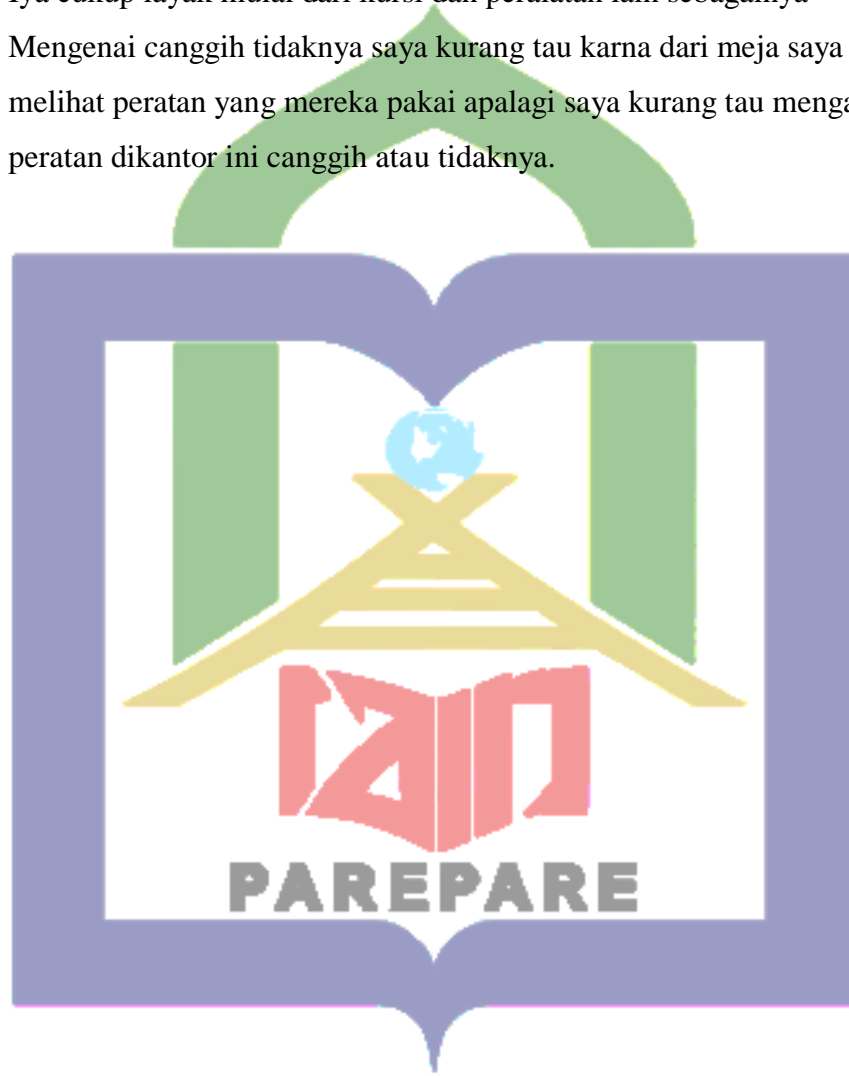 Iya cukup layak mulai dari kursi dan peralatan lain sebagainya
Mengenai canggih tidaknya saya kurang tau karna dari meja saya
melihat peratan yang mereka pakai apalagi saya kurang tau
peratan dikantor ini canggih atau tidaknya.
iain
PAREPARE